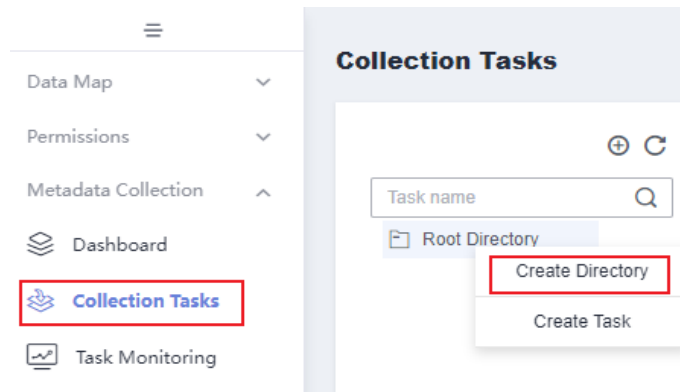 Data Map
Permissions
Metadata Collection
Dashboard
Collection Tasks
Task Monitoring
Collection Tasks
Task name
Root Directory
Create Directory
Create Task